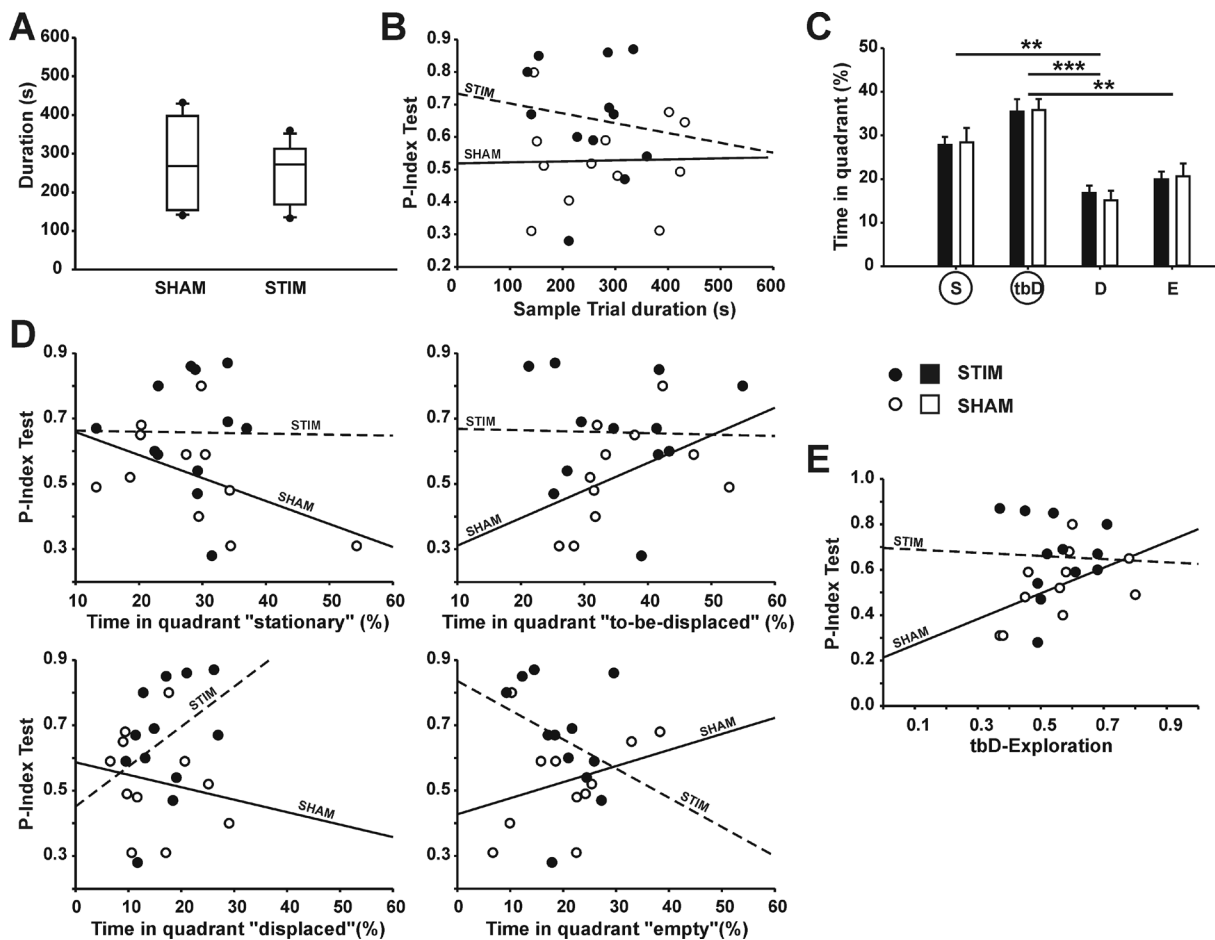 A
Duration (s)
600
500
400
300
200
100
0
SHAM STIM
B
P-Index Test
0.9
0.8
0.7
0.6
0.5
0.4
0.3
0.2
STIM
SHAM
0 100 200 300 400 500 600
Sample Trial duration (s)
C
Time in quadrant (%)
50
40
30
20
10
0
**
***
**
S tbD D E
D
P-Index Test
0.9
0.7
0.5
0.3
STIM
SHAM
10 20 30 40 50 60
Time in quadrant "stationary" (%)
0.9
0.7
0.5
0.3
STIM
SHAM
10 20 30 40 50 60
Time in quadrant "to-be-displaced" (%)
STIM
SHAM
P-Index Test
0.9
0.7
0.5
0.3
STIM
SHAM
0 10 20 30 40 50 60
Time in quadrant "displaced"(%)
0.9
0.7
0.5
0.3
SHAM
STIM
0 10 20 30 40 50 60
Time in quadrant "empty"(%)
E
P-Index Test
1.0
0.8
0.6
0.4
0.2
0.0
STIM
SHAM
0.1 0.3 0.5 0.7 0.9
tbD-Exploration